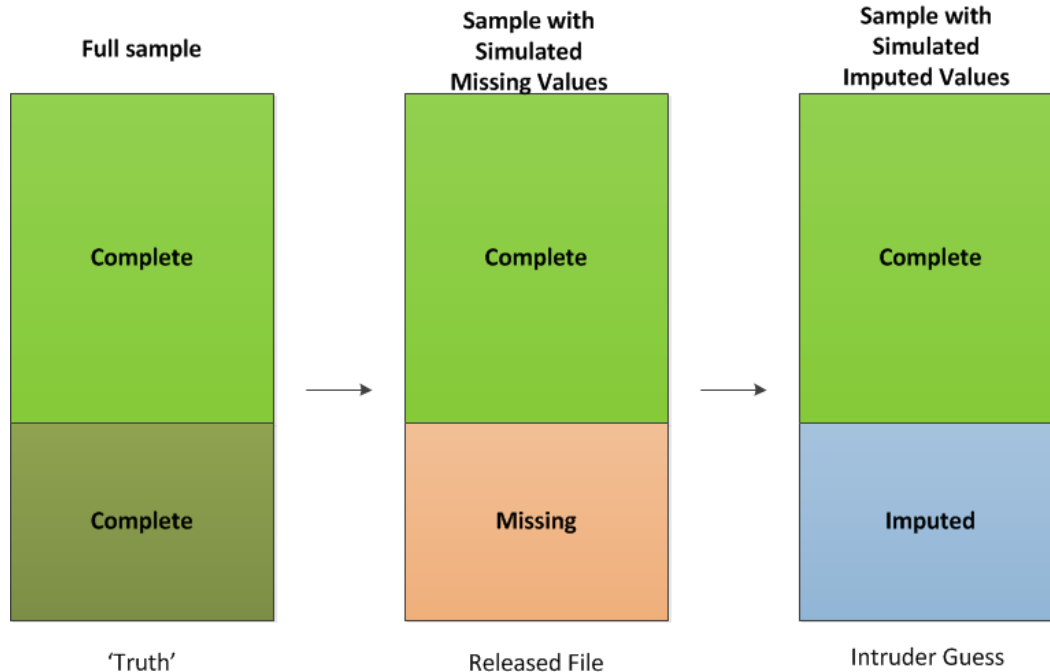 Full sample
Sample with
Simulated
Missing Values
Sample with
Simulated
Imputed Values
Complete
Complete
Complete
Complete
Missing
Imputed
‘Truth’
Released File
Intruder Guess